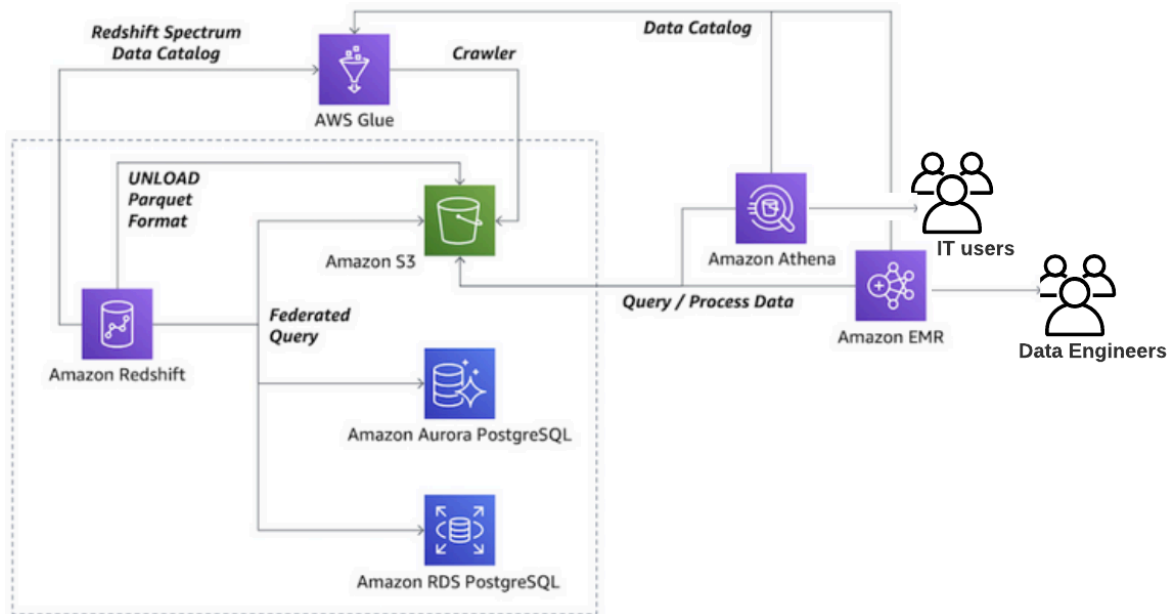 Redshift Spectrum
Data Catalog
Crawler
Data Catalog
AWS Glue
UNLOAD
Parquet
Format
Amazon S3
Amazon Athena
IT users
Query / Process Data
Federated
Query
Amazon EMR
Data Engineers
Amazon Redshift
Amazon Aurora PostgreSQL
Amazon RDS PostgreSQL